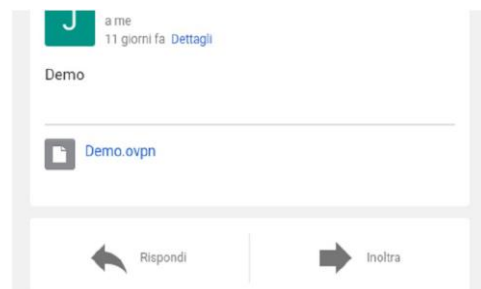 J
a me
11 giorni fa Dettagli
Demo
Demo.ovpn
Rispondi
Inoltra